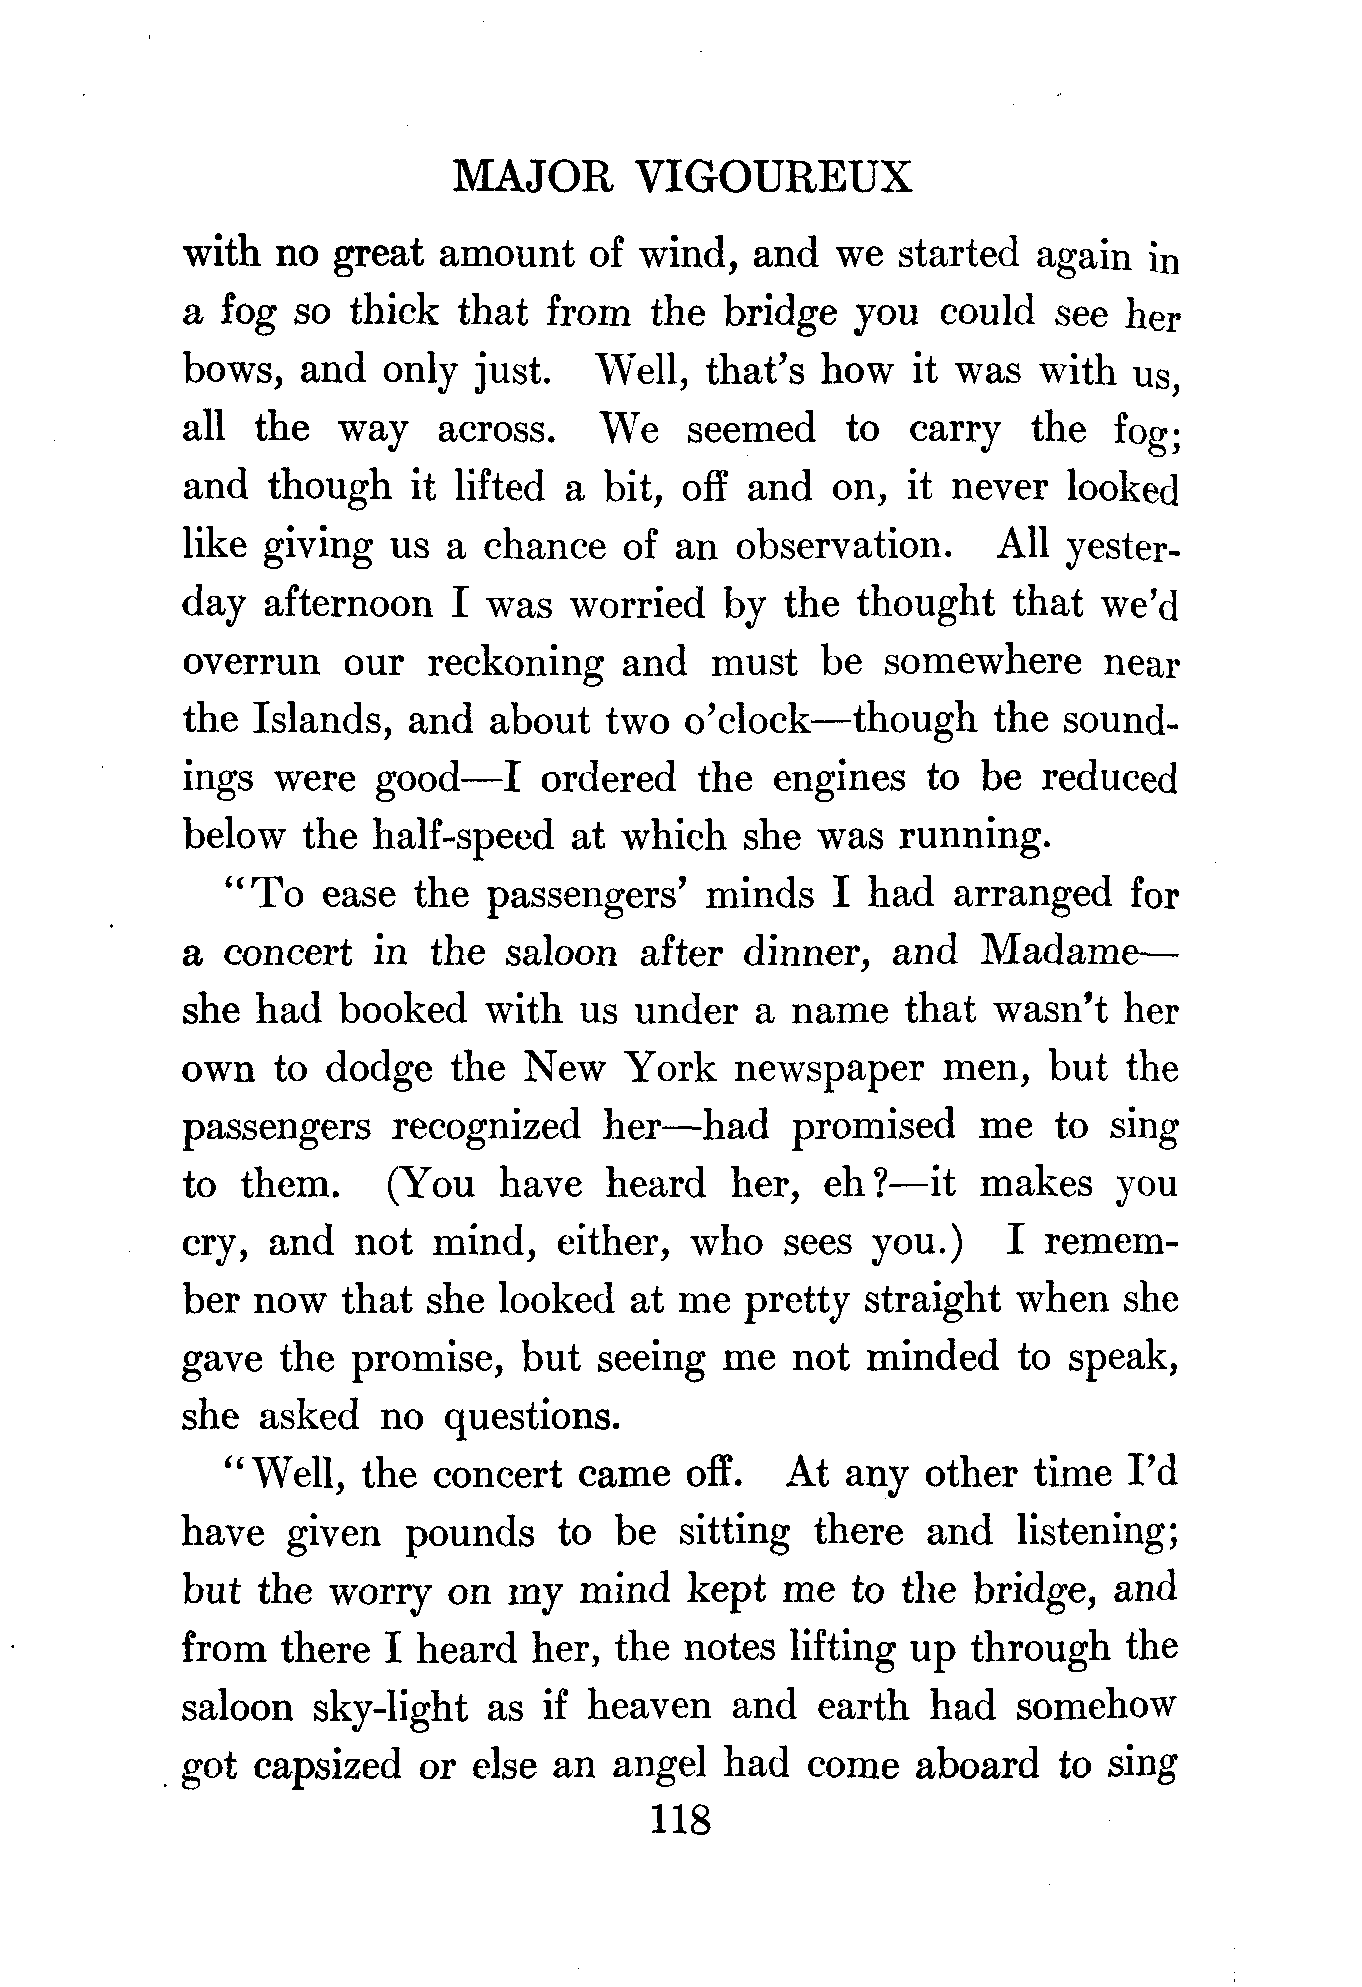 MAJOR VIGOUREUX
with no great amount of wind, and we started again in
a fog so thick that from the bridge you could see her
bows, and only just. Well, that's how it was with us,
all the way across. We seemed to carry the fog;
and though it lifted a bit, off and on, it never looked
like giving us a chance of an observation. All yester-
day afternoon I was worried by the thought that we'd
overrun our reckoning and must be somewhere near
the Islands, and about two o'clock—though the sound-
ings were good—I ordered the engines to be reduced
below the half-speed at which she was running.
"To ease the passengers' minds I had arranged for
a concert in the saloon after dinner, and Madame—
she had booked with us under a name that wasn't her
own to dodge the New York newspaper men, but the
passengers recognized her—had promised me to sing
to them. (You have heard her, eh?—it makes you
cry, and not mind, either, who sees you.) I remem-
ber now that she looked at me pretty straight when she
gave the promise, but seeing me not minded to speak,
she asked no questions.
"Well, the concert came off. At any other time I'd
have given pounds to be sitting there and listening;
but the worry on my mind kept me to the bridge, and
from there I heard her, the notes lifting up through the
saloon sky-light as if heaven and earth had somehow
got capsized or else an angel had come aboard to sing
118